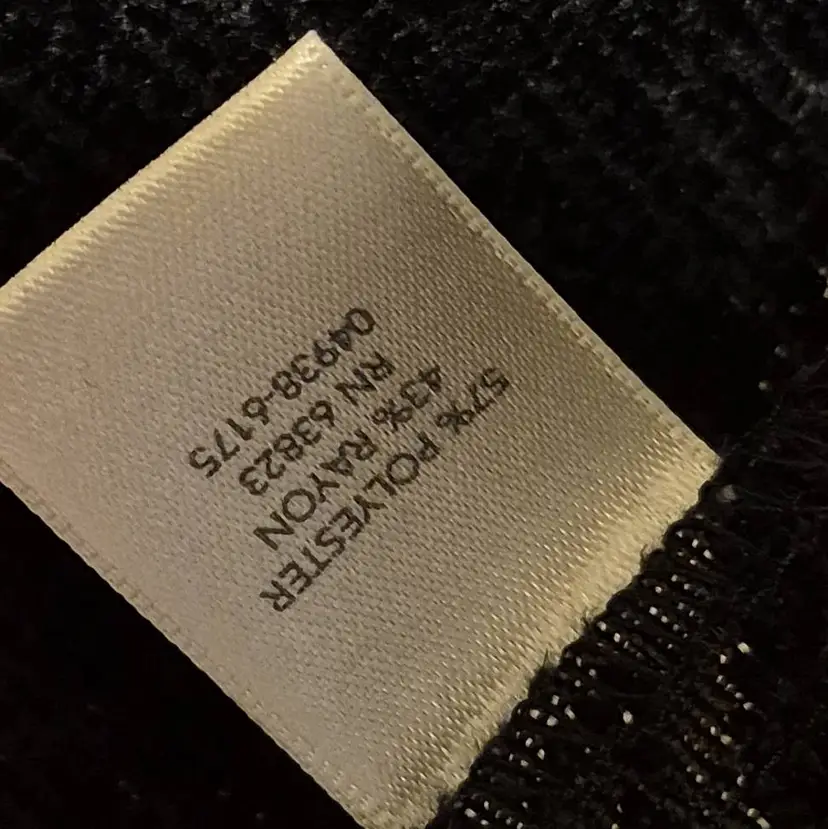 57% POLYESTER
43% RAYON
RN 63823
04938-6175